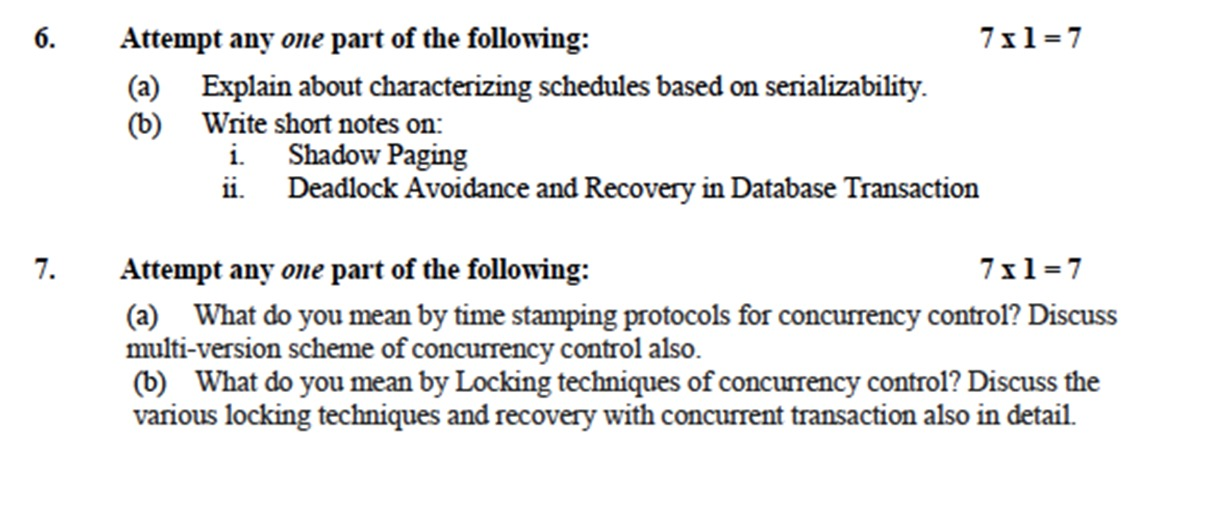 6. Attempt any one part of the following: 7 x 1 = 7
(a) Explain about characterizing schedules based on serializability.
(b) Write short notes on:
i. Shadow Paging
ii. Deadlock Avoidance and Recovery in Database Transaction
7. Attempt any one part of the following: 7 x 1 = 7
(a) What do you mean by time stamping protocols for concurrency control? Discuss
multi-version scheme of concurrency control also.
(b) What do you mean by Locking techniques of concurrency control? Discuss the
various locking techniques and recovery with concurrent transaction also in detail.